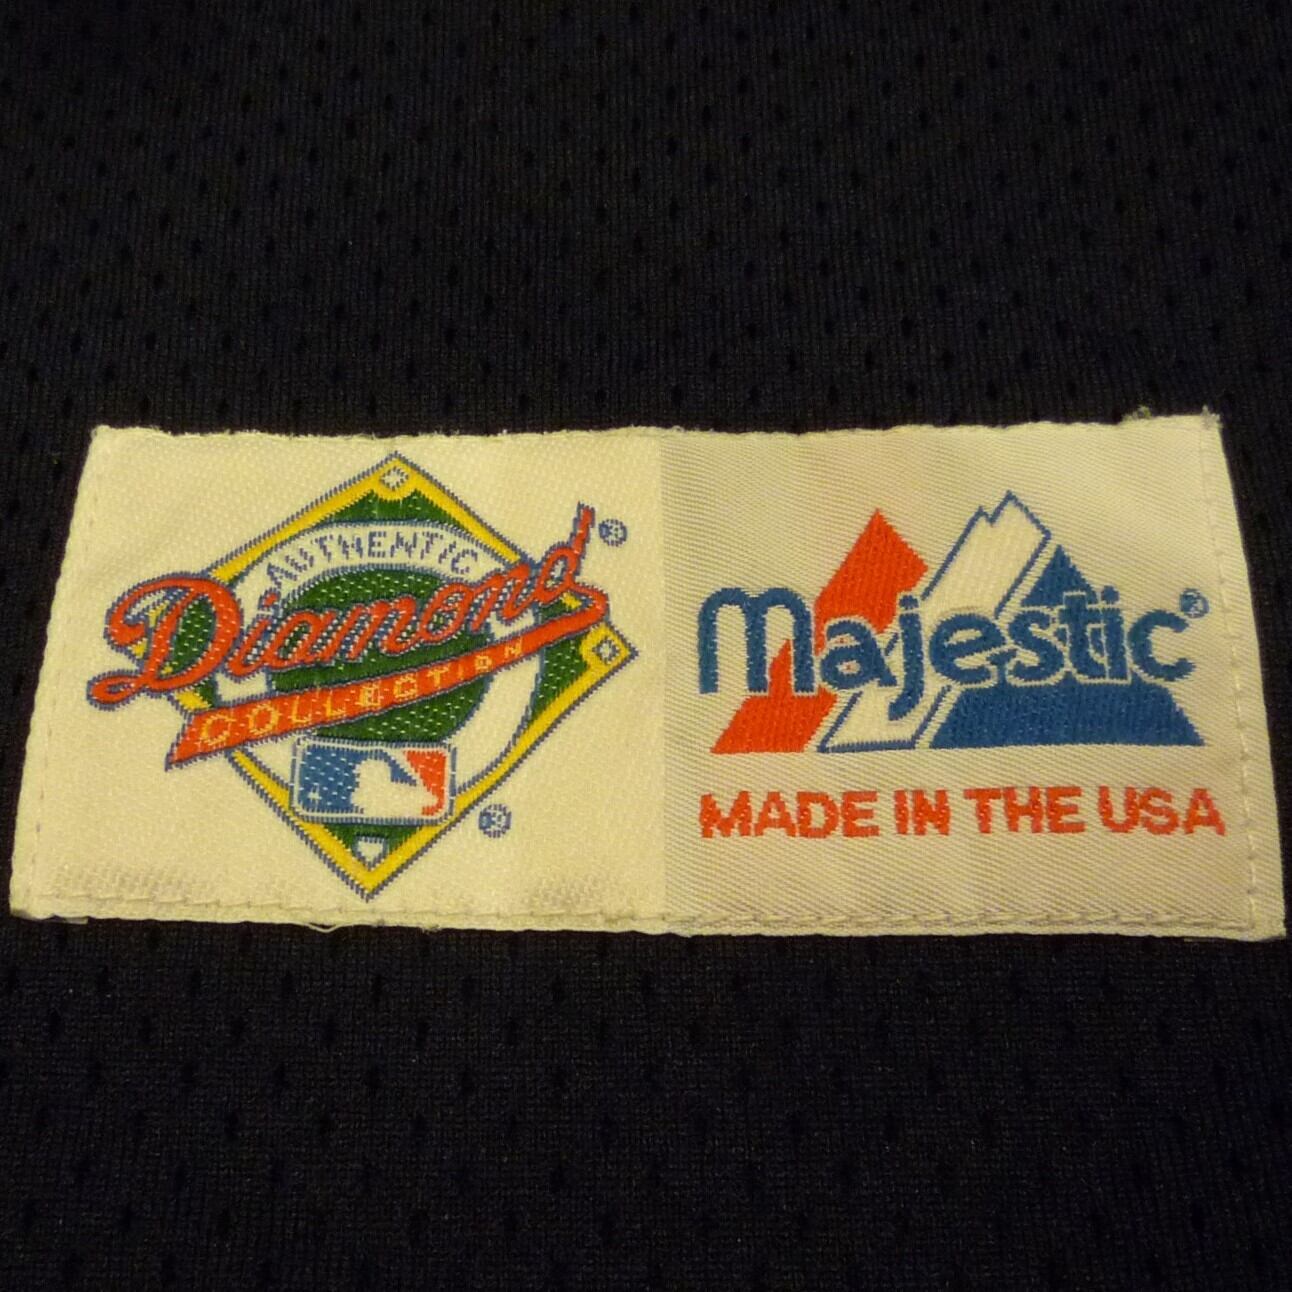 AUTHENTIC
Diamond®
COLLECTION
®
Majestic®
MADE IN THE USA